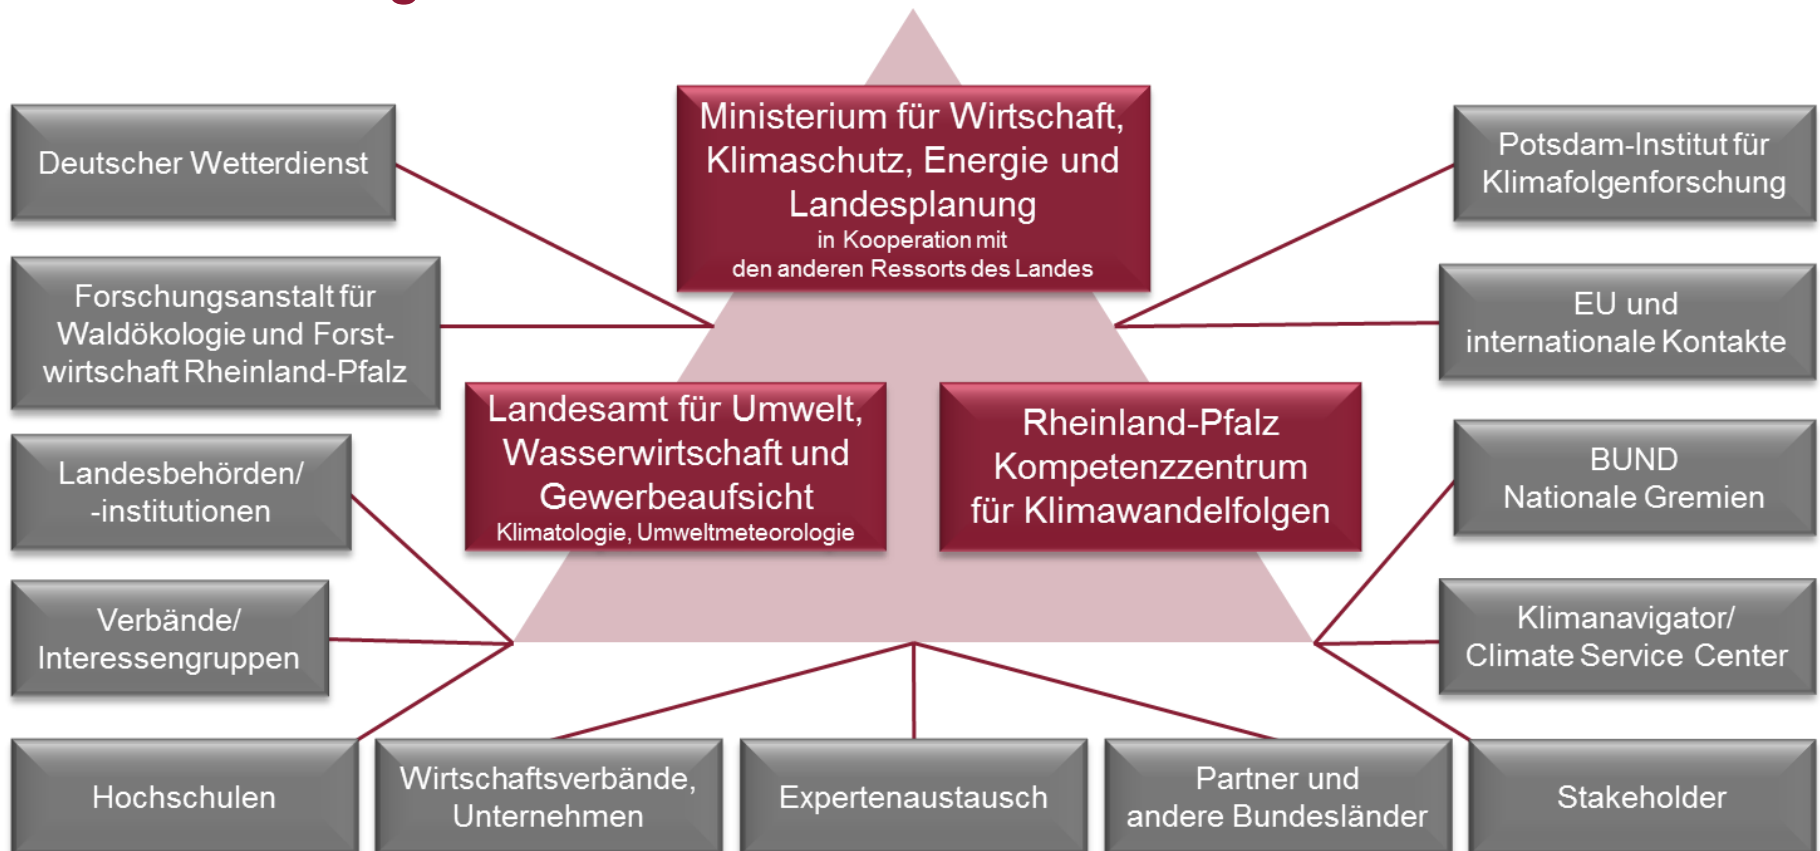 Ministerium für Wirtschaft,
Klimaschutz, Energie und
Landesplanung
in Kooperation mit
den anderen Ressorts des Landes
Deutscher Wetterdienst
Potsdam-Institut für
Klimafolgenforschung
Forschungsanstalt für
Waldökologie und Forst-
wirtschaft Rheinland-Pfalz
EU und
internationale Kontakte
Landesamt für Umwelt,
Wasserwirtschaft und
Gewerbeaufsicht
Klimatologie, Umweltmeteorologie
Rheinland-Pfalz
Kompetenzzentrum
für Klimawandelfolgen
Landesbehörden/
-institutionen
BUND
Nationale Gremien
Verbände/
Interessengruppen
Klimanavigator/
Climate Service Center
Hochschulen
Wirtschaftsverbände,
Unternehmen
Expertenaustausch
Partner und
andere Bundesländer
Stakeholder